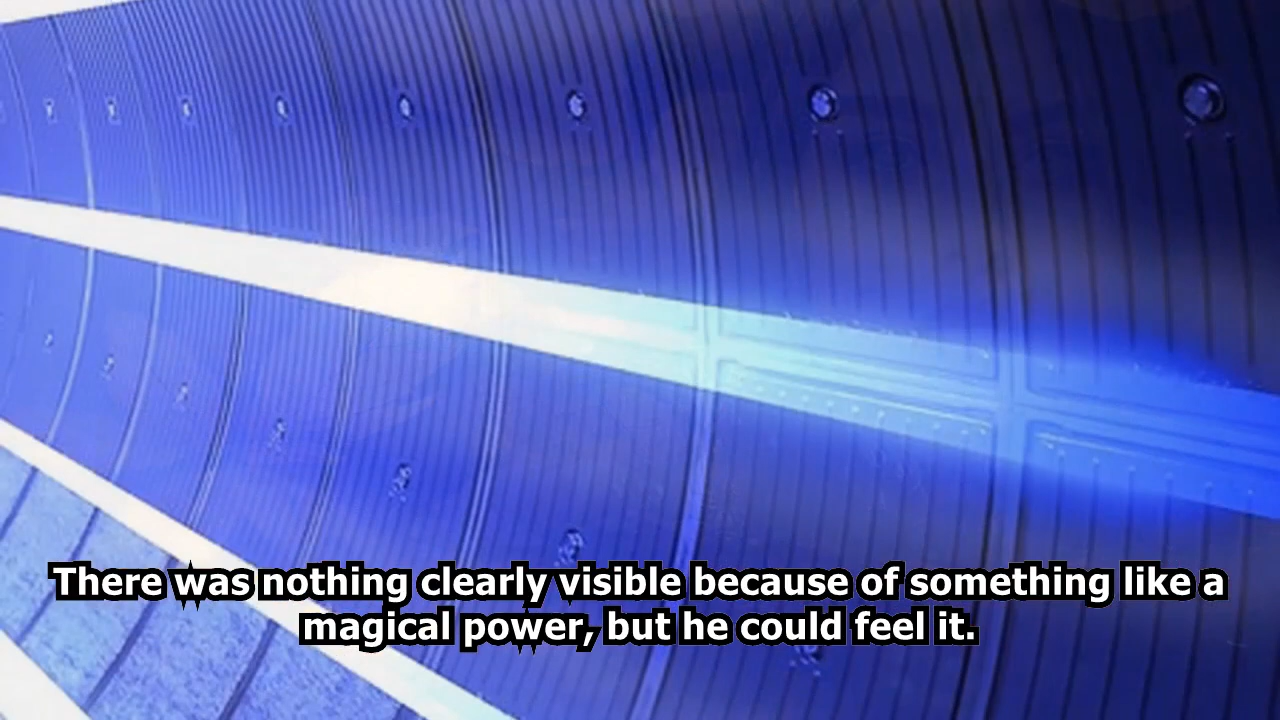 There was nothing clearly visible because of something like a
magical power, but he could feel it.